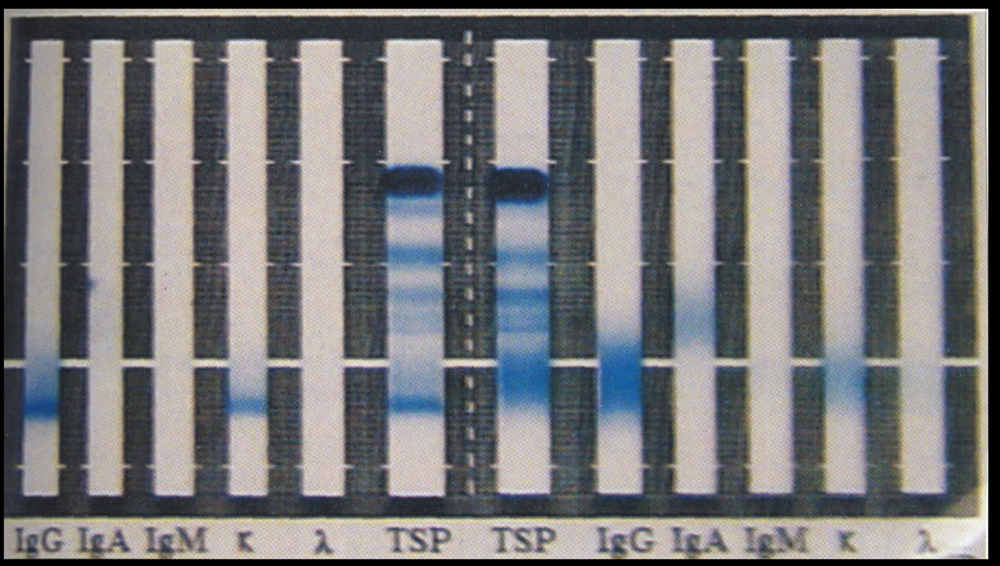 IgG IgA IgM κ λ TSP TSP IgG IgA IgM κ λ